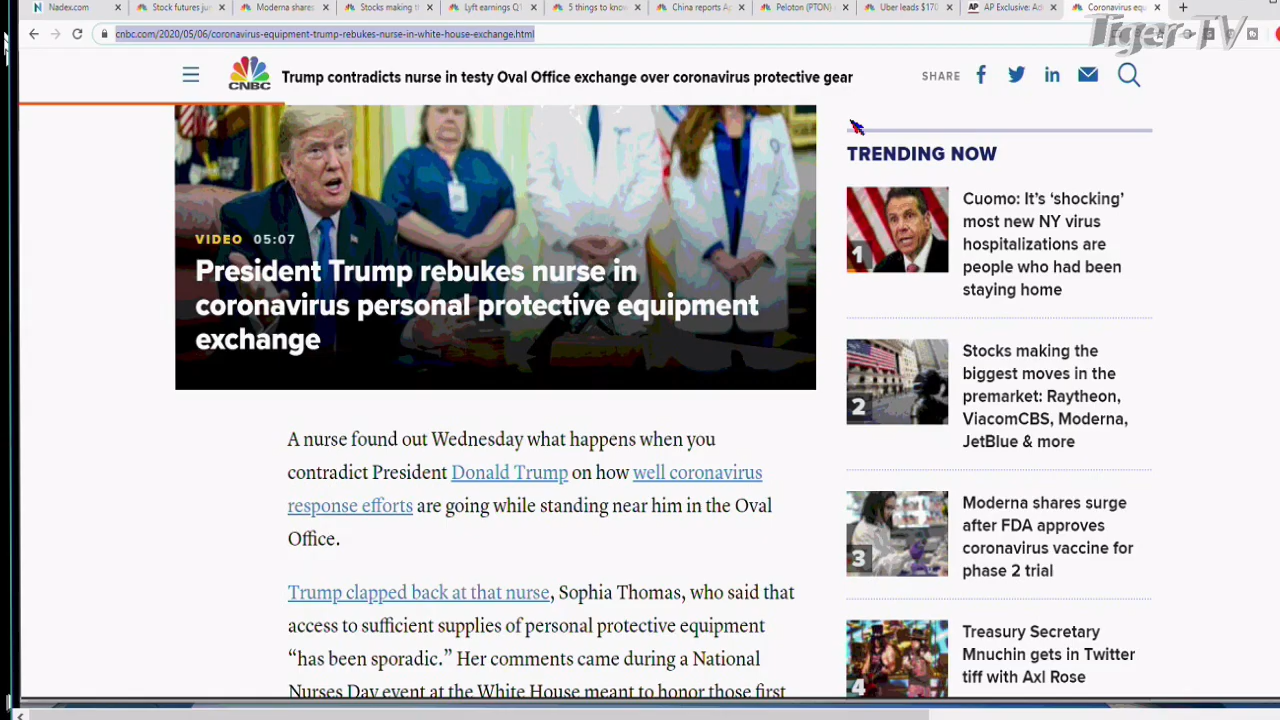 Nadex.com
Stock futures jus
Moderna shares
Stocks making t
Lyft earnings Q1
5 things to know
China reports Ap
Peloton (PTON)
Uber leads $170
AP AP Exclusive: Ad
Coronavirus equ
Tiger-TV
cnbc.com/2020/05/06/coronavirus-equipment-trump-rebukes-nurse-in-white-house-exchange.html
CNBC
Trump contradicts nurse in testy Oval Office exchange over coronavirus protective gear
SHARE
VIDEO 05:07
President Trump rebukes nurse in
coronavirus personal protective equipment
exchange
A nurse found out Wednesday what happens when you
contradict President Donald Trump on how well coronavirus
response efforts are going while standing near him in the Oval
Office.
Trump clapped back at that nurse, Sophia Thomas, who said that
access to sufficient supplies of personal protective equipment
“has been sporadic.” Her comments came during a National
Nurses Day event at the White House meant to honor those first
TRENDING NOW
1
Cuomo: It’s ‘shocking’
most new NY virus
hospitalizations are
people who had been
staying home
2
Stocks making the
biggest moves in the
premarket: Raytheon,
ViacomCBS, Moderna,
JetBlue & more
3
Moderna shares surge
after FDA approves
coronavirus vaccine for
phase 2 trial
4
Treasury Secretary
Mnuchin gets in Twitter
tiff with Axl Rose